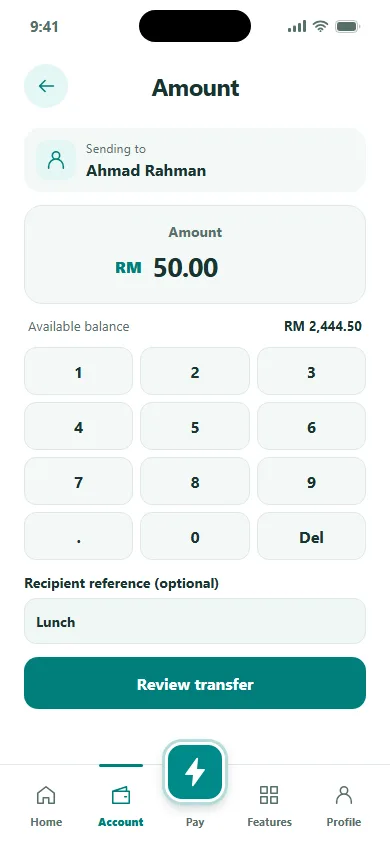 9:41
Amount
Sending to
Ahmad Rahman
Amount
RM 50.00
Available balance RM 2,444.50
1 2 3
4 5 6
7 8 9
. 0 Del
Recipient reference (optional)
Lunch
Review transfer
Home Account Pay Features Profile